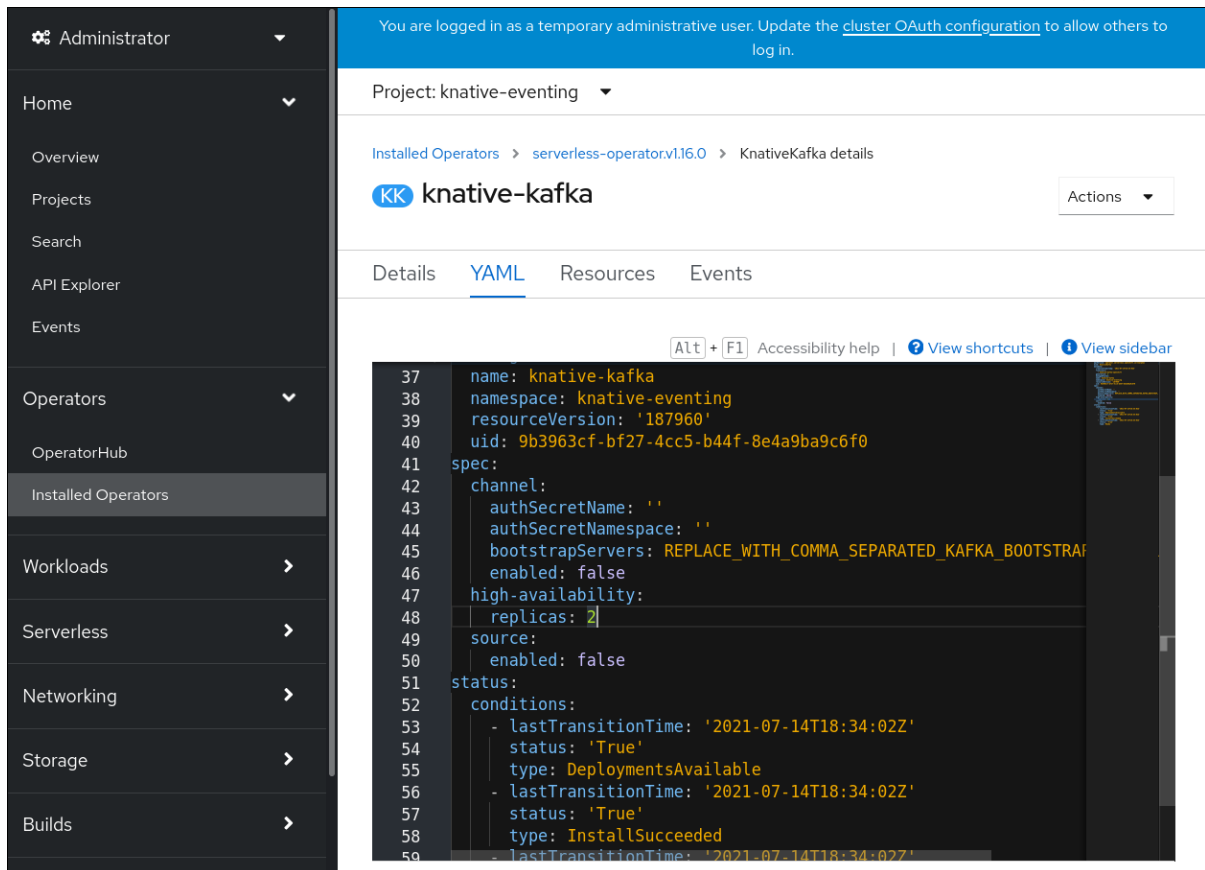 Administrator
Home
Overview
Projects
Search
API Explorer
Events
Operators
OperatorHub
Installed Operators
Workloads
Serverless
Networking
Storage
Builds
You are logged in as a temporary administrative user. Update the cluster OAuth configuration to allow others to
log in.
Project: knative-eventing
Installed Operators > serverless-operator.v1.16.0 > KnativeKafka details
KK knative-kafka
Actions
Details YAML Resources Events
Alt + F1 Accessibility help | View shortcuts | View sidebar
37 name: knative-kafka
38 namespace: knative-eventing
39 resourceVersion: '187960'
40 uid: 9b3963cf-bf27-4cc5-b44f-8e4a9ba9c6f0
41 spec:
42 channel:
43 authSecretName: ''
44 authSecretNamespace: ''
45 bootstrapServers: REPLACE_WITH_COMMA_SEPARATED_KAFKA_BOOTSTRAP
46 enabled: false
47 high-availability:
48 replicas: 2
49 source:
50 enabled: false
51 status:
52 conditions:
53 - lastTransitionTime: '2021-07-14T18:34:02Z'
54 status: 'True'
55 type: DeploymentsAvailable
56 - lastTransitionTime: '2021-07-14T18:34:02Z'
57 status: 'True'
58 type: InstallSucceeded
59 - lastTransitionTime: '2021-07-14T18:34:02Z'